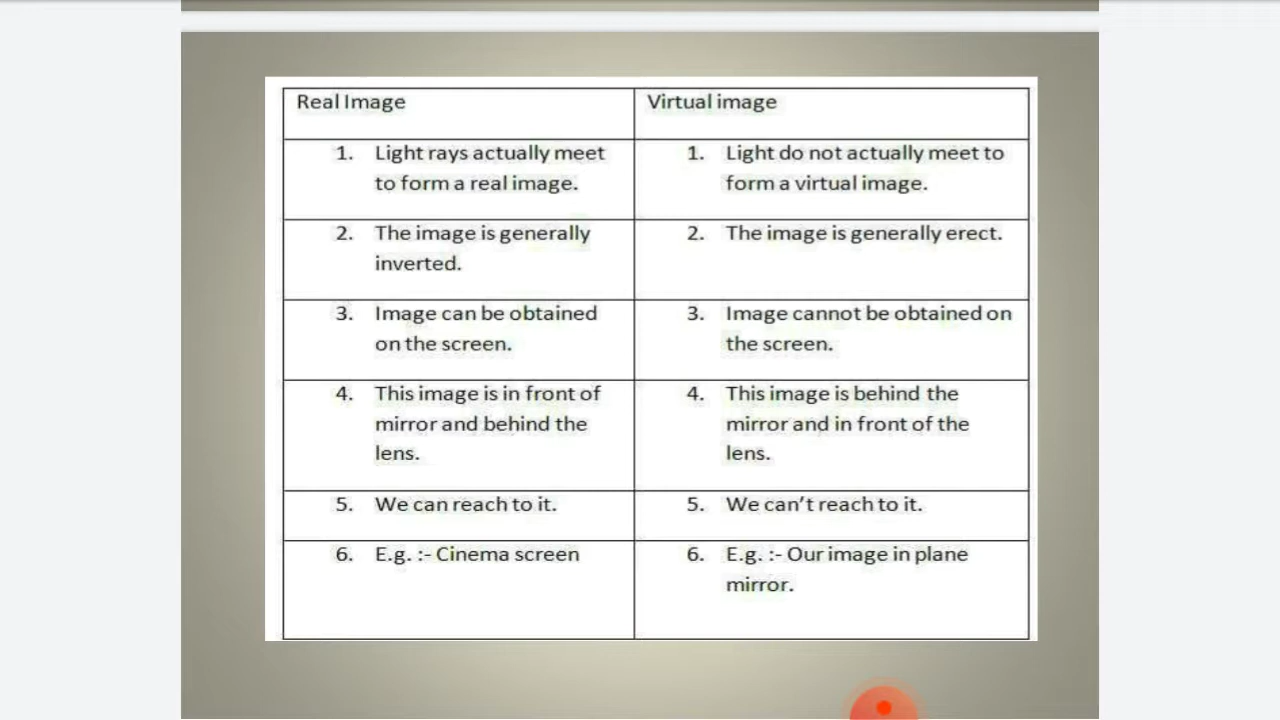 Real Image
Virtual image
1. Light rays actually meet
to form a real image.
1. Light do not actually meet to
form a virtual image.
2. The image is generally
inverted.
2. The image is generally erect.
3. Image can be obtained
on the screen.
3. Image cannot be obtained on
the screen.
4. This image is in front of
mirror and behind the
lens.
4. This image is behind the
mirror and in front of the
lens.
5. We can reach to it.
5. We can't reach to it.
6. E.g. :- Cinema screen
6. E.g. :- Our image in plane
mirror.